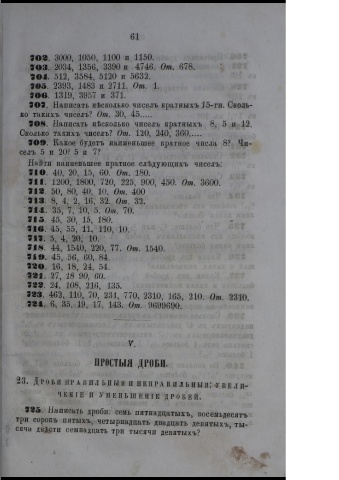 61
702. 3000, 1050, 1100 и 1150.
703. 2034, 1356, 3390 и 4746. От. 678.
704. 512, 3584, 5120 и 5632.
705. 2393, 1483 и 2711. От. 1.
706. 1319, 3957 и 371.
707. Написать нѣсколько чиселъ кратныхъ 15-ти. Сколь-
ко такихъ чиселъ? От. 30, 45,.....
708. Написать нѣсколько чиселъ кратныхъ 8, 5 и 12.
Сколько такихъ чиселъ? От. 120, 240, 360,....
709. Какое будетъ наименьшее кратное числа 8? Чи-
селъ 5 и 20? 5 и 7?
Найти наименьшее кратное слѣдующихъ чиселъ:
710. 40, 20, 15, 60. От. 180.
711. 1200, 1800, 720, 225, 900, 450. От. 3600.
712. 50, 80, 40, 10. От. 400
713. 8, 4, 2, 16, 32. От. 32.
714. 35, 7, 10, 5. От. 70.
715. 45, 30, 15, 180.
716. 45, 55, 11, 110, 10.
717. 5, 4, 20, 10.
718. 44, 1540, 220, 77. От. 1540.
719. 45, 56, 60, 84.
720. 16, 18, 24, 54.
721. 27, 18, 90, 60.
722. 24, 108, 216, 135.
723. 462, 110, 70, 231, 770, 2310, 165, 210. От. 2310.
724. 6, 35, 19, 17, 143. От. 9699690.
V.
ПРОСТЫЯ ДРОБИ.
23. ДРОБИ ПРАВИЛЬНЫЯ И НЕПРАВИЛЬНЫЯ; УВЕЛИ-
ЧЕНІЕ И УМЕНЬШЕНІЕ ДРОБЕЙ.
725. Написать дроби: семь пятнадцатыхъ, восемьдесятъ
три сорокъ пятыхъ, четырнадцать двадцать девятыхъ, ты-
сяча двѣсти семнадцать три тысячи девятыхъ?